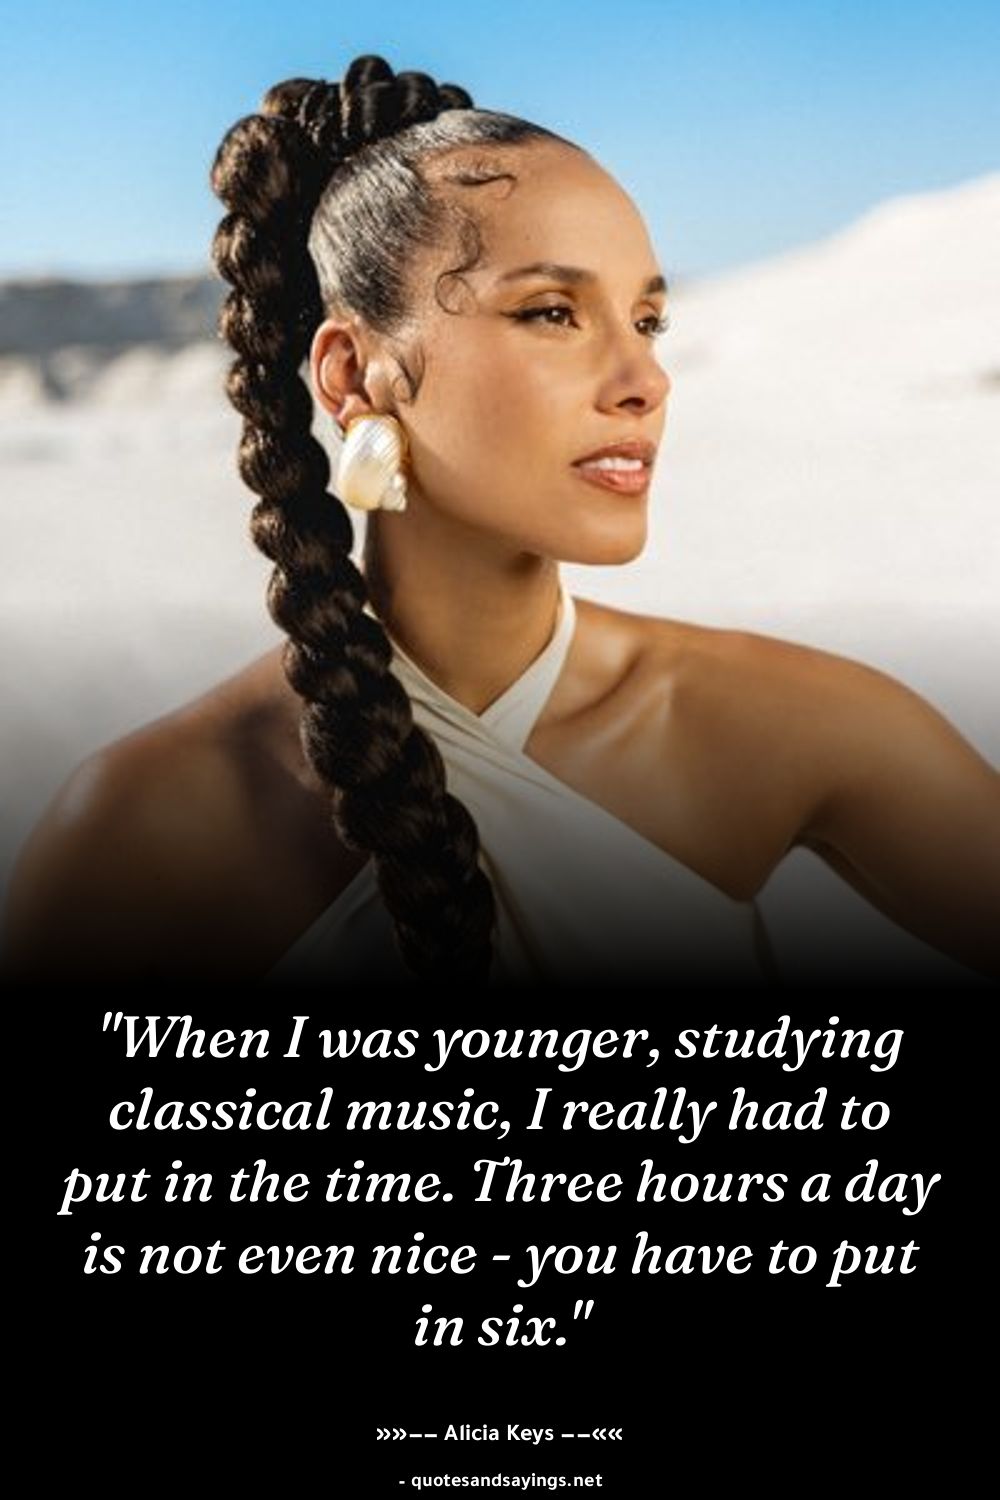 "When I was younger, studying
classical music, I really had to
put in the time. Three hours a day
is not even nice - you have to put
in six."
»»–– Alicia Keys ––««
- quotesandsayings.net